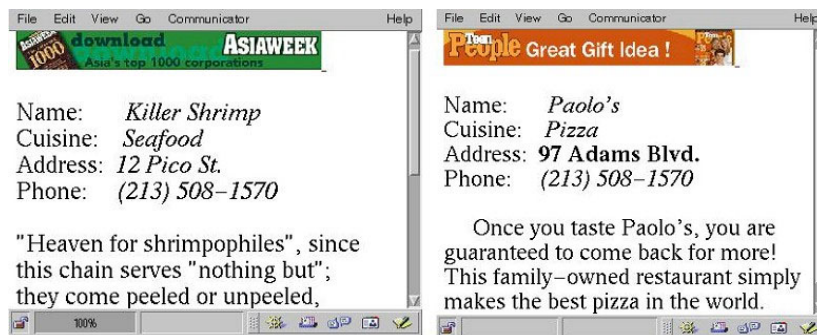 File Edit View Go Communicator Help
ASIAWEEK 1000 download ASIAWEEK
Asia's top 1000 corporations
Name: Killer Shrimp
Cuisine: Seafood
Address: 12 Pico St.
Phone: (213) 508-1570
"Heaven for shrimpophiles", since
this chain serves "nothing but";
they come peeled or unpeeled,
100%
File Edit View Go Communicator Help
Teen People Great Gift Idea !
Name: Paolo's
Cuisine: Pizza
Address: 97 Adams Blvd.
Phone: (213) 508-1570
Once you taste Paolo's, you are
guaranteed to come back for more!
This family-owned restaurant simply
makes the best pizza in the world.